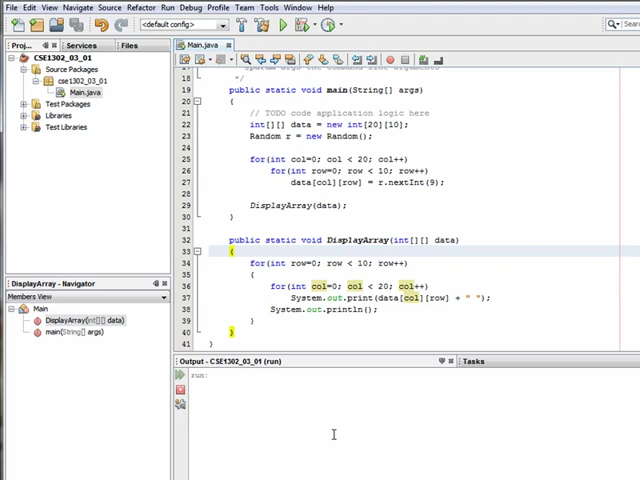 File Edit View Navigate Source Refactor Run Debug Profile Team Tools Window Help
<default config>
Search
Proj...
Services
Files
Main.java
CSE1302_03_01
Source Packages
cse1302_03_01
Main.java
Test Packages
Libraries
Test Libraries
18 */
19 public static void main(String[] args)
20 {
21 // TODO code application logic here
22 int[][] data = new int[20][10];
23 Random r = new Random();
24
25 for(int col=0; col < 20; col++)
26 for(int row=0; row < 10; row++)
27 data[col][row] = r.nextInt(9);
28
29 DisplayArray(data);
30 }
31
32 public static void DisplayArray(int[][] data)
33 {
34 for(int row=0; row < 10; row++)
35 {
36 for(int col=0; col < 20; col++)
37 System.out.print(data[col][row] + " ");
38 System.out.println();
39 }
40 }
41 }
DisplayArray - Navigator
Members View
Main
DisplayArray(int[][] data)
main(String[] args)
Output - CSE1302_03_01 (run)
Tasks
run: